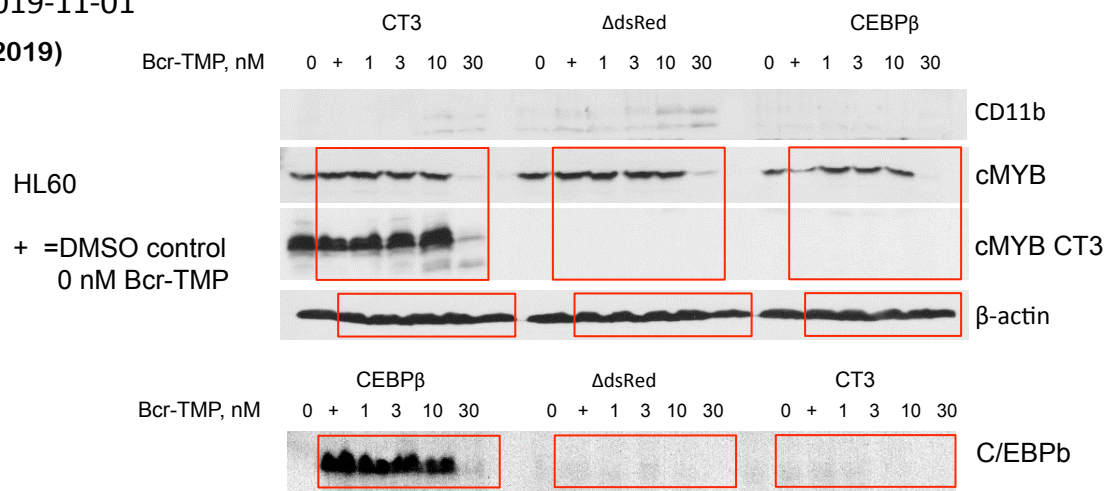 019-11-01
2019)
CT3 ΔdsRed CEBPβ
Bcr-TMP, nM 0 + 1 3 10 30 0 + 1 3 10 30 0 + 1 3 10 30
CD11b
HL60
cMYB
+ =DMSO control
0 nM Bcr-TMP
cMYB CT3
β-actin
CEBPβ ΔdsRed CT3
Bcr-TMP, nM 0 + 1 3 10 30 0 + 1 3 10 30 0 + 1 3 10 30
C/EBPb